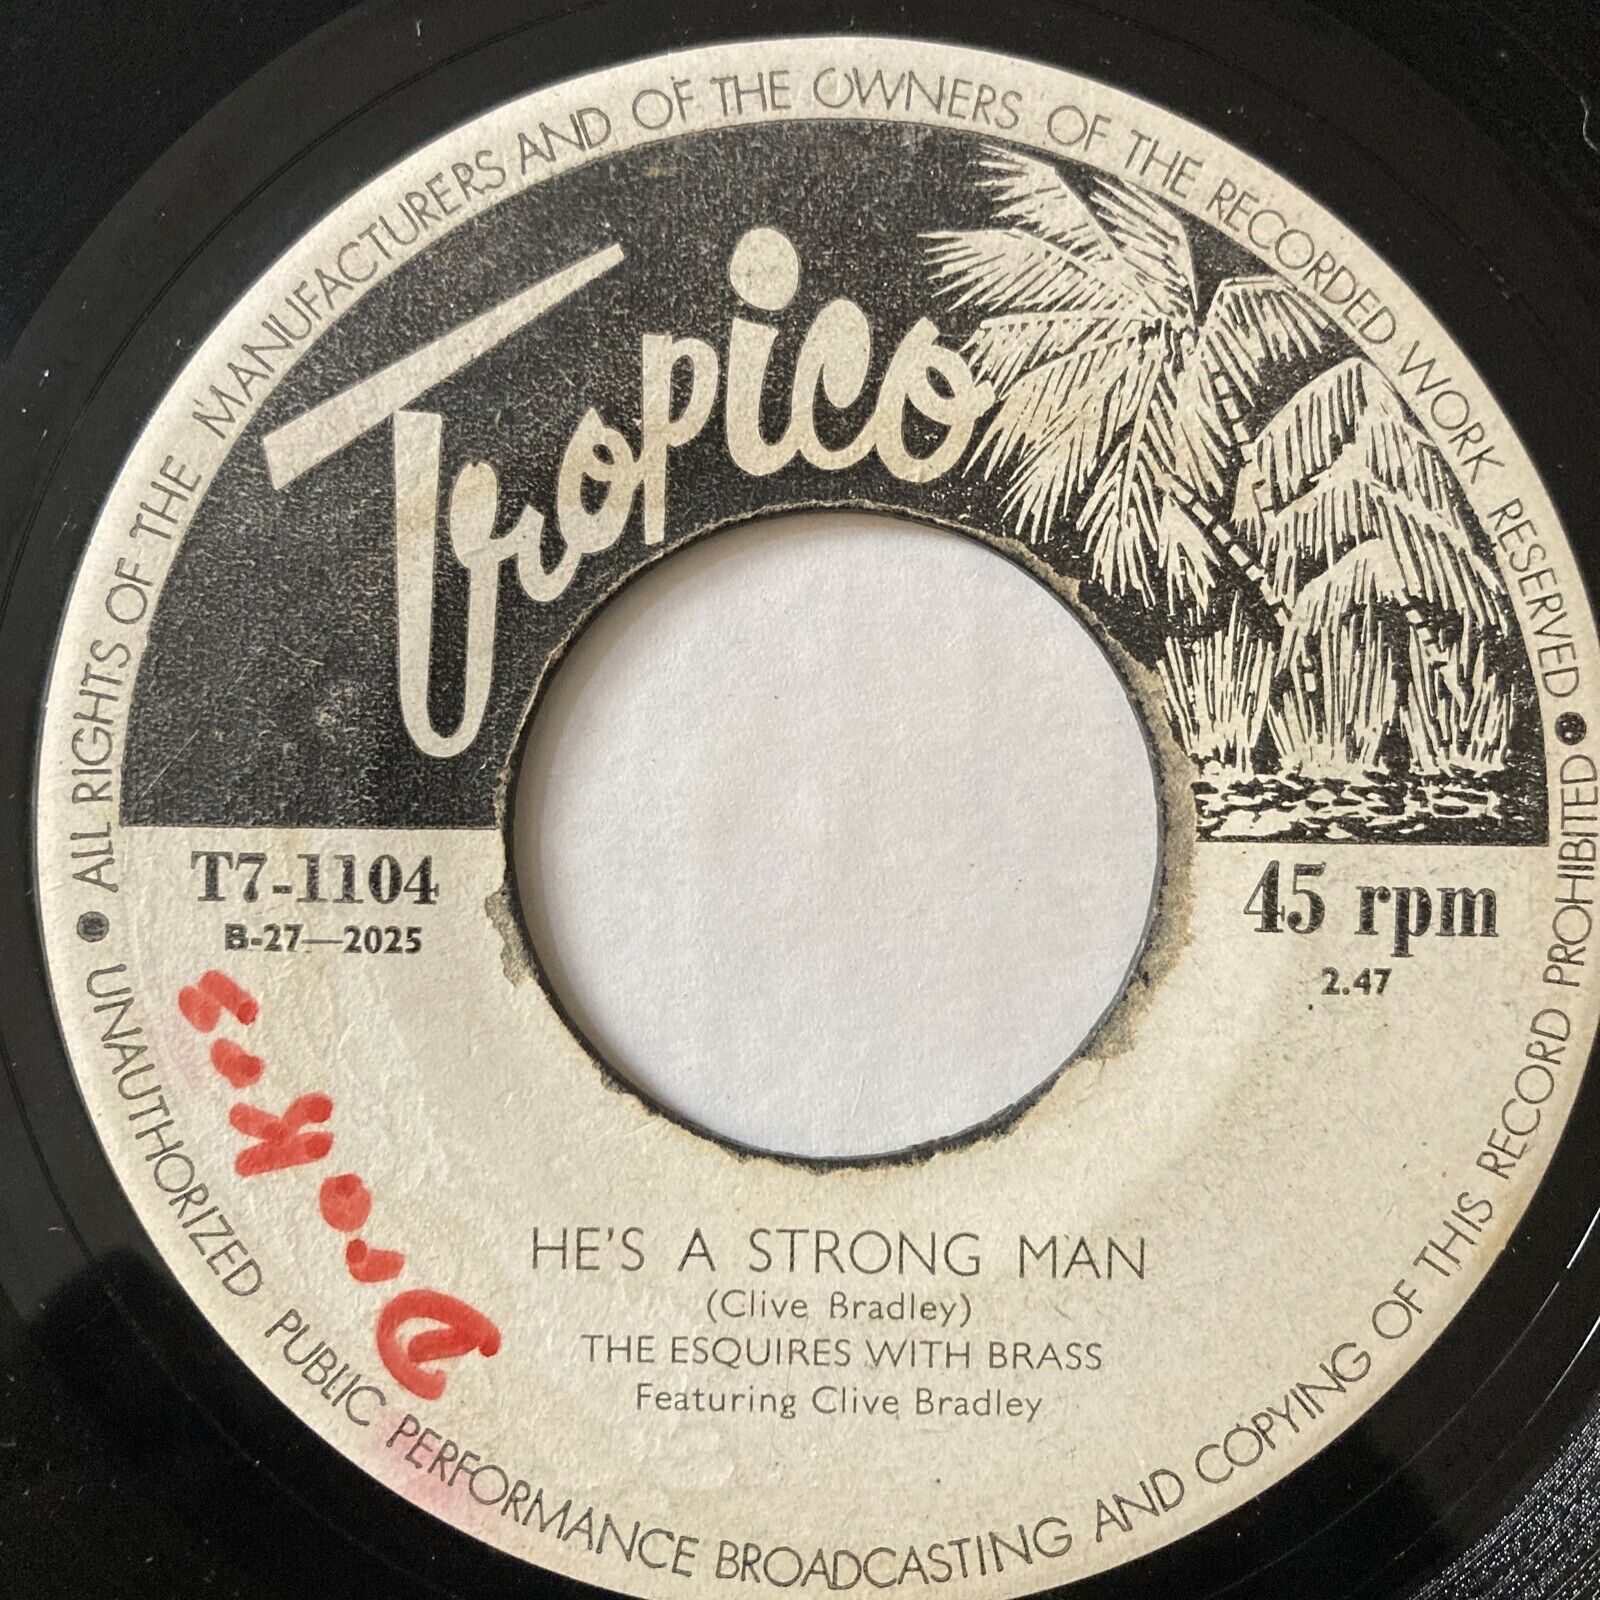 ALL RIGHTS OF THE MANUFACTURERS AND OF THE OWNERS OF THE RECORDED WORK RESERVED
Tropico
T7-1104
B-27—2025
45 rpm
2.47
HE'S A STRONG MAN
(Clive Bradley)
THE ESQUIRES WITH BRASS
Featuring Clive Bradley
UNAUTHORIZED PUBLIC PERFORMANCE BROADCASTING AND COPYING OF THIS RECORD PROHIBITED